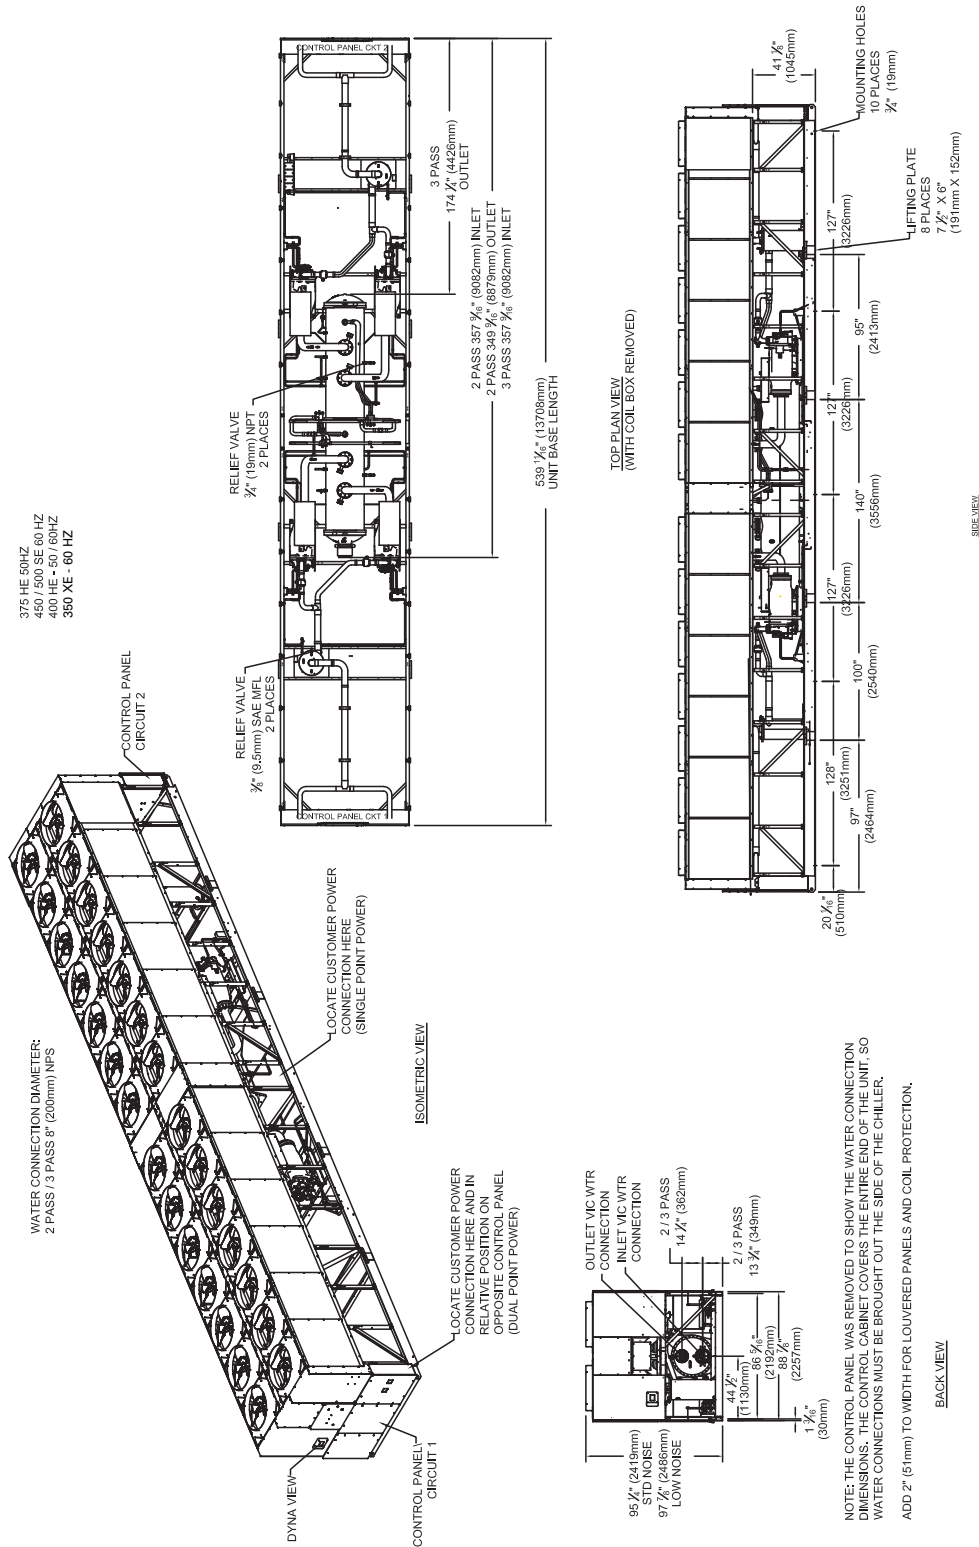 375 HE 50HZ
450 / 500 SE 60 HZ
400 HE - 50 / 60HZ
350 XE - 60 HZ
WATER CONNECTION DIAMETER:
2 PASS / 3 PASS 8" (200mm) NPS
CONTROL PANEL
CIRCUIT 2
LOCATE CUSTOMER POWER
CONNECTION HERE
(SINGLE POINT POWER)
LOCATE CUSTOMER POWER
CONNECTION HERE AND IN
RELATIVE POSITION ON
OPPOSITE CONTROL PANEL
(DUAL POINT POWER)
DYNA VIEW
CONTROL PANEL
CIRCUIT 1
ISOMETRIC VIEW
RELIEF VALVE
3/4" (19mm) NPT
2 PLACES
RELIEF VALVE
3/8" (9.5mm) SAE MFL
2 PLACES
CONTROL PANEL CKT 1
CONTROL PANEL CKT 2
3 PASS
174 1/4" (4426mm)
OUTLET
2 PASS 357 9/16" (9082mm) INLET
2 PASS 349 9/16" (8879mm) OUTLET
3 PASS 357 9/16" (9082mm) INLET
539 11/16" (13708mm)
UNIT BASE LENGTH
TOP PLAN VIEW
(WITH COIL BOX REMOVED)
OUTLET VIC WTR
CONNECTION
INLET VIC WTR
CONNECTION
2 / 3 PASS
14 1/4" (362mm)
2 / 3 PASS
13 3/4" (349mm)
44 1/2"
(1130mm)
86 5/16"
(2192mm)
88 7/8"
(2257mm)
1 3/16"
(30mm)
95 1/4" (2419mm)
STD NOISE
97 7/8" (2486mm)
LOW NOISE
NOTE: THE CONTROL PANEL WAS REMOVED TO SHOW THE WATER CONNECTION
DIMENSIONS. THE CONTROL CABINET COVERS THE ENTIRE END OF THE UNIT, SO
WATER CONNECTIONS MUST BE BROUGHT OUT THE SIDE OF THE CHILLER.
ADD 2" (51mm) TO WIDTH FOR LOUVERED PANELS AND COIL PROTECTION.
BACK VIEW
41 1/8"
(1045mm)
MOUNTING HOLES
10 PLACES
3/4" (19mm)
LIFTING PLATE
8 PLACES
7 1/2" X 6"
(191mm X 152mm)
20 1/16"
(510mm)
128"
(3251mm)
127"
(3226mm)
127"
(3226mm)
127"
(3226mm)
97"
(2464mm)
100"
(2540mm)
140"
(3556mm)
95"
(2413mm)
SIDE VIEW